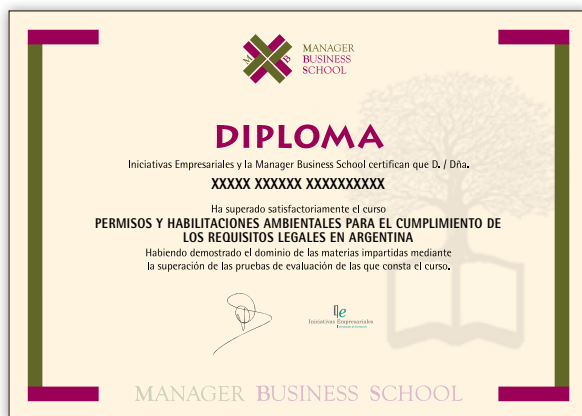 MANAGER
BUSINESS
SCHOOL
M B
DIPLOMA
Iniciativas Empresariales y la Manager Business School certifican que D. / Dña.
XXXXX XXXXXX XXXXXXXXXX
Ha superado satisfactoriamente el curso
PERMISOS Y HABILITACIONES AMBIENTALES PARA EL CUMPLIMIENTO DE
LOS REQUISITOS LEGALES EN ARGENTINA
Habiendo demostrado el dominio de las materias impartidas mediante
la superación de las pruebas de evaluación de las que consta el curso.
Iniciativas Empresariales
MANAGER BUSINESS SCHOOL